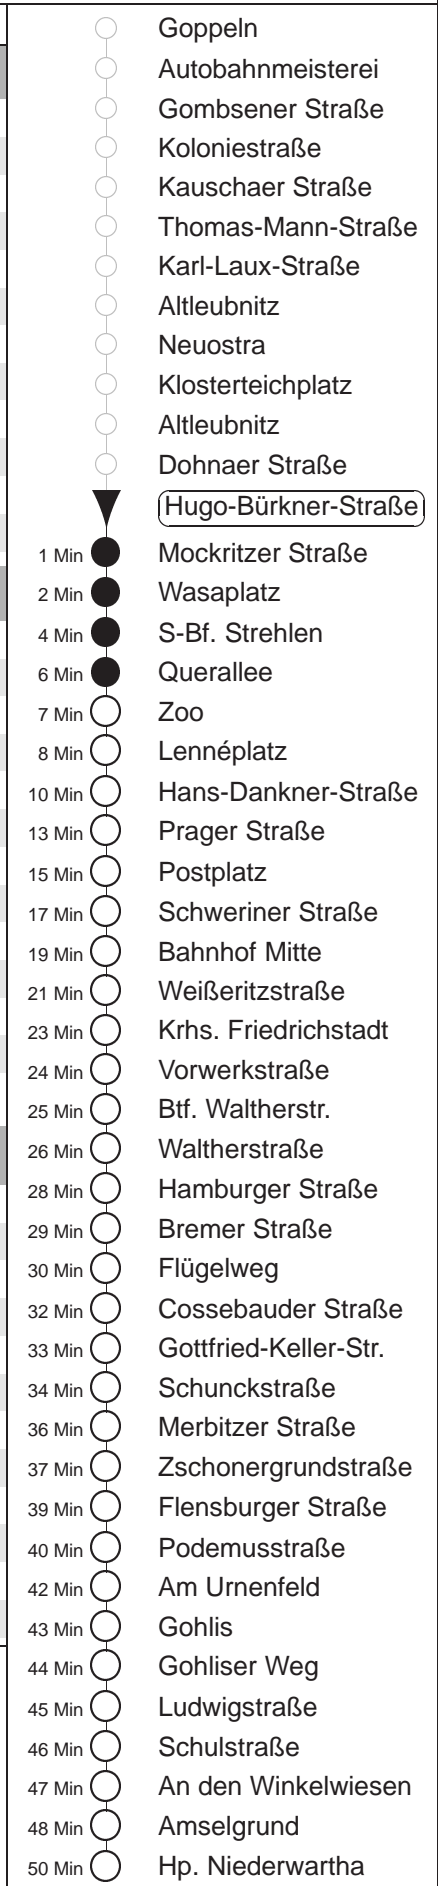 Goppeln
Autobahnmeisterei
Gombsener Straße
Koloniestraße
Kauschaer Straße
Thomas-Mann-Straße
Karl-Laux-Straße
Altleubnitz
Neuostra
Klosterteichplatz
Altleubnitz
Dohnaer Straße
Hugo-Bürkner-Straße
1 Min Mockritzer Straße
2 Min Wasaplatz
4 Min S-Bf. Strehlen
6 Min Querallee
7 Min Zoo
8 Min Lennéplatz
10 Min Hans-Dankner-Straße
13 Min Prager Straße
15 Min Postplatz
17 Min Schweriner Straße
19 Min Bahnhof Mitte
21 Min Weißeritzstraße
23 Min Krhs. Friedrichstadt
24 Min Vorwerkstraße
25 Min Btf. Waltherstr.
26 Min Waltherstraße
28 Min Hamburger Straße
29 Min Bremer Straße
30 Min Flügelweg
32 Min Cossebauder Straße
33 Min Gottfried-Keller-Str.
34 Min Schunckstraße
36 Min Merbitzer Straße
37 Min Zschonergrundstraße
39 Min Flensburger Straße
40 Min Podemusstraße
42 Min Am Urnenfeld
43 Min Gohlis
44 Min Gohliser Weg
45 Min Ludwigstraße
46 Min Schulstraße
47 Min An den Winkelwiesen
48 Min Amselgrund
50 Min Hp. Niederwartha